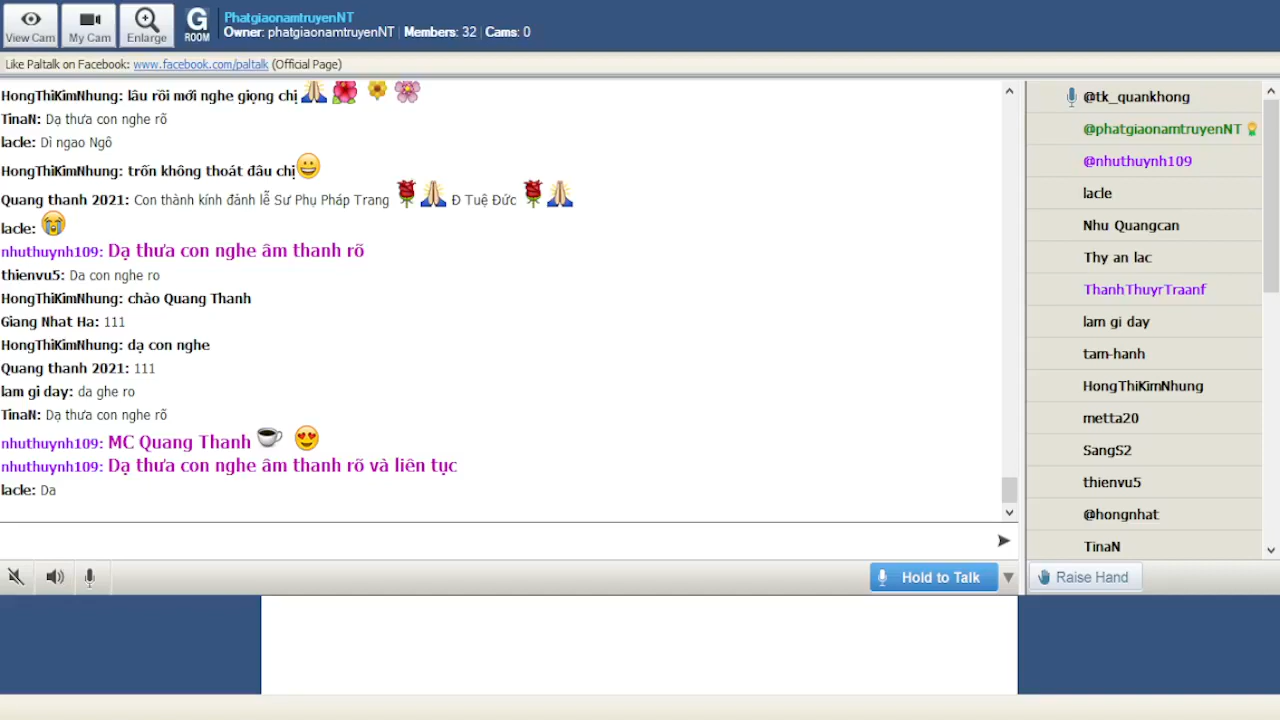 View Cam
My Cam
Enlarge
G ROOM
PhatgiaonamtruyenNT
Owner: phatgiaonamtruyenNT | Members: 32 | Cams: 0
Like Paltalk on Facebook: www.facebook.com/paltalk (Official Page)
HongThiKimNhung: lâu rồi mới nghe giọng chị
TinaN: Dạ thưa con nghe rõ
lacle: Dì ngao Ngô
HongThiKimNhung: trốn không thoát đâu chị
Quang thanh 2021: Con thành kính đảnh lễ Sư Phụ Pháp Trang Đ Tuệ Đức
lacle:
nhuthuynh109: Dạ thưa con nghe âm thanh rõ
thienvu5: Da con nghe ro
HongThiKimNhung: chào Quang Thanh
Giang Nhat Ha: 111
HongThiKimNhung: dạ con nghe
Quang thanh 2021: 111
lam gi day: da ghe ro
TinaN: Dạ thưa con nghe rõ
nhuthuynh109: MC Quang Thanh
nhuthuynh109: Dạ thưa con nghe âm thanh rõ và liên tục
lacle: Da
Hold to Talk
@tk_quankhong
@phatgiaonamtruyenNT
@nhuthuynh109
lacle
Nhu Quangcan
Thy an lac
ThanhThuyrTraanf
lam gi day
tam-hanh
HongThiKimNhung
metta20
SangS2
thienvu5
@hongnhat
TinaN
Raise Hand